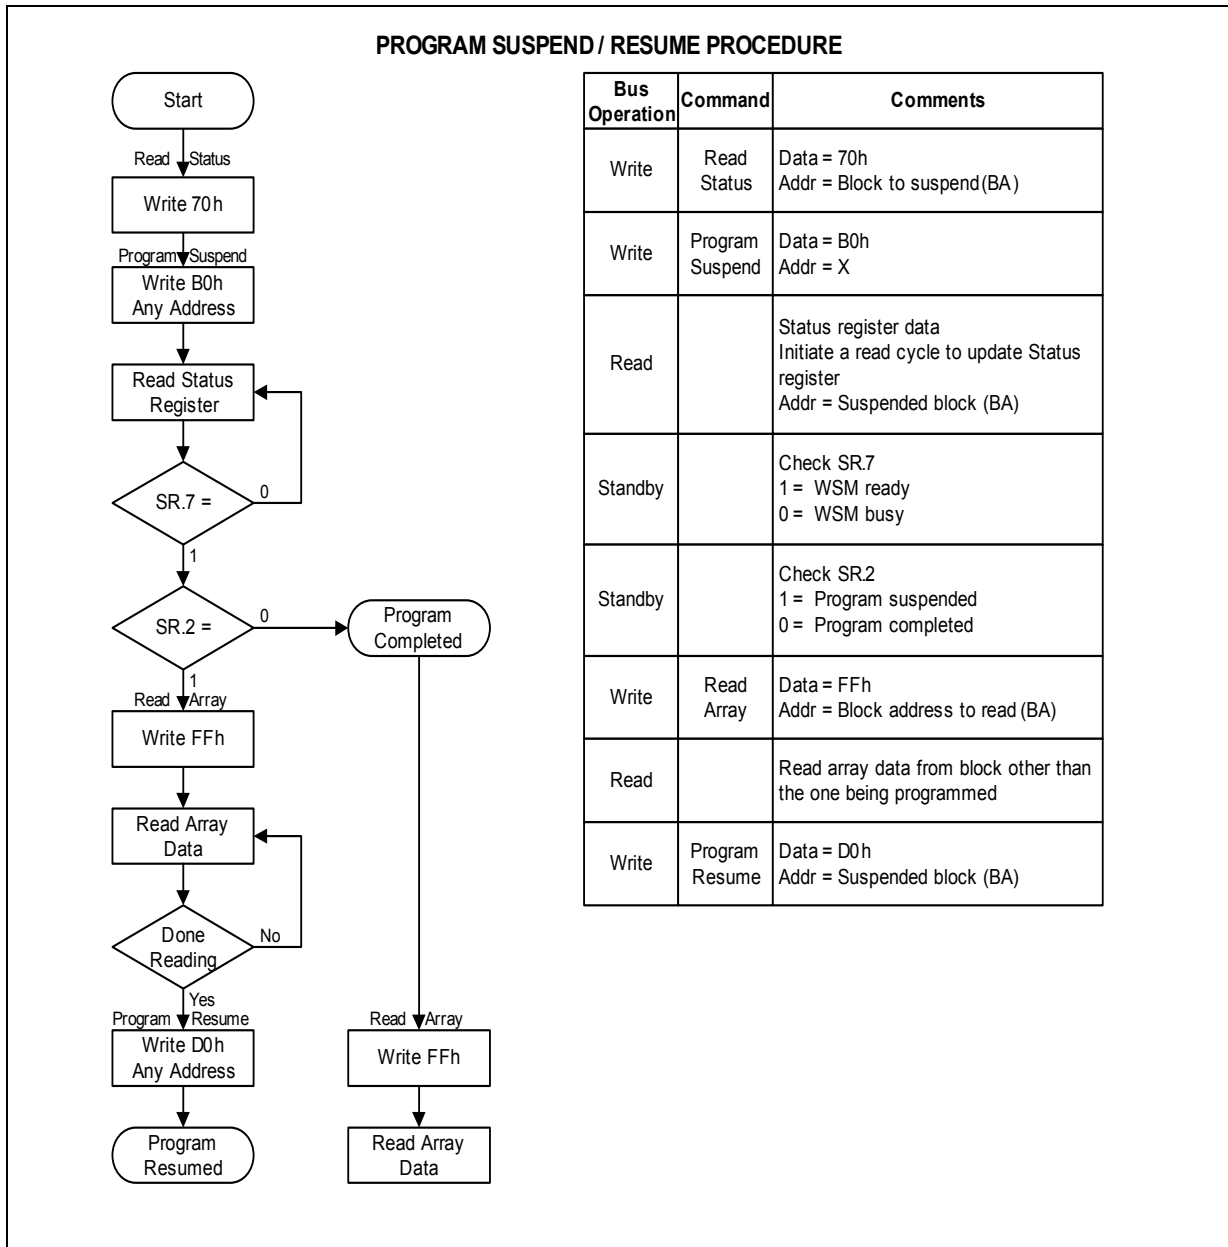 PROGRAM SUSPEND / RESUME PROCEDURE
Start
Read Status
Write 70h
Program Suspend
Write B0h
Any Address
Read Status
Register
SR.7 =
0
1
SR.2 =
0
Program
Completed
1
Read Array
Write FFh
Read Array
Data
Done
Reading
No
Yes
Program Resume
Write D0h
Any Address
Program
Resumed
Read Array
Write FFh
Read Array
Data
Bus
Operation
Command
Comments
Write
Read
Status
Data = 70h
Addr = Block to suspend (BA)
Write
Program
Suspend
Data = B0h
Addr = X
Read
Status register data
Initiate a read cycle to update Status
register
Addr = Suspended block (BA)
Standby
Check SR.7
1 = WSM ready
0 = WSM busy
Standby
Check SR.2
1 = Program suspended
0 = Program completed
Write
Read
Array
Data = FFh
Addr = Block address to read (BA)
Read
Read array data from block other than
the one being programmed
Write
Program
Resume
Data = D0h
Addr = Suspended block (BA)